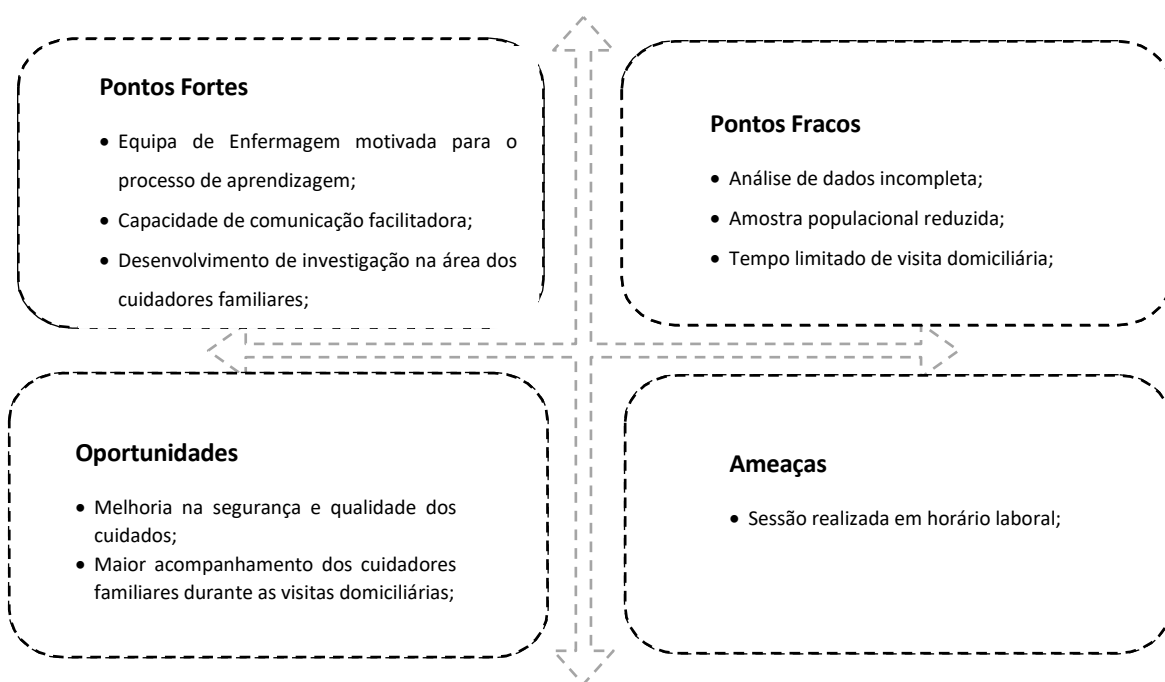 Pontos Fortes
• Equipa de Enfermagem motivada para o
processo de aprendizagem;
• Capacidade de comunicação facilitadora;
• Desenvolvimento de investigação na área dos
cuidadores familiares;
Pontos Fracos
• Análise de dados incompleta;
• Amostra populacional reduzida;
• Tempo limitado de visita domiciliária;
Oportunidades
• Melhoria na segurança e qualidade dos
cuidados;
• Maior acompanhamento dos cuidadores
familiares durante as visitas domiciliárias;
Ameaças
• Sessão realizada em horário laboral;